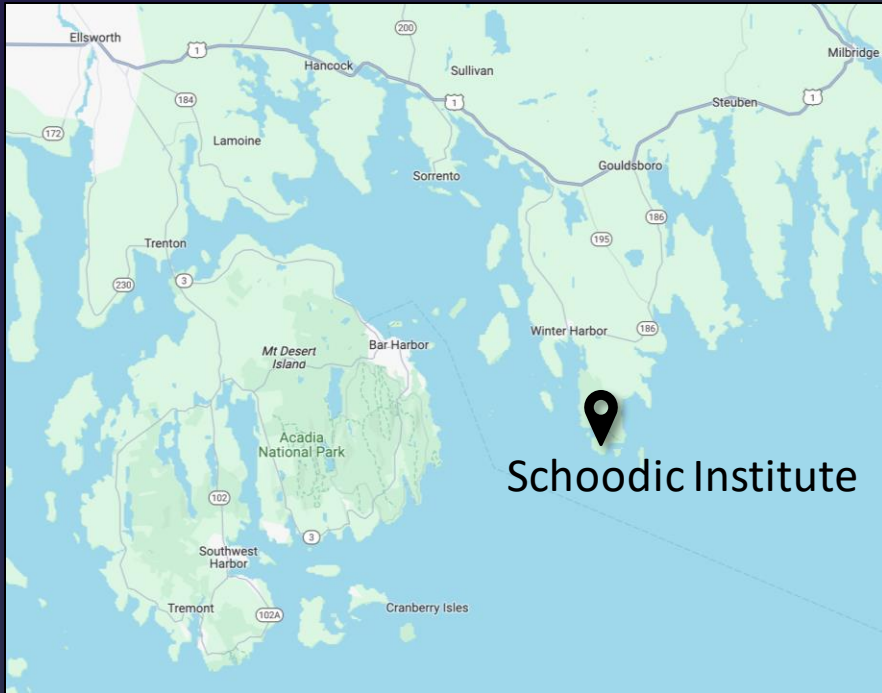 Ellsworth
1
200
Hancock
Sullivan
Milbridge
184
1
Steuben
1
172
Lamoine
Gouldsboro
Sorrento
186
195
Trenton
230
3
Winter Harbor
186
Bar Harbor
Mt Desert
Island
Acadia
National Park
Schoodic Institute
102
3
Southwest
Harbor
Tremont
102A
Cranberry Isles